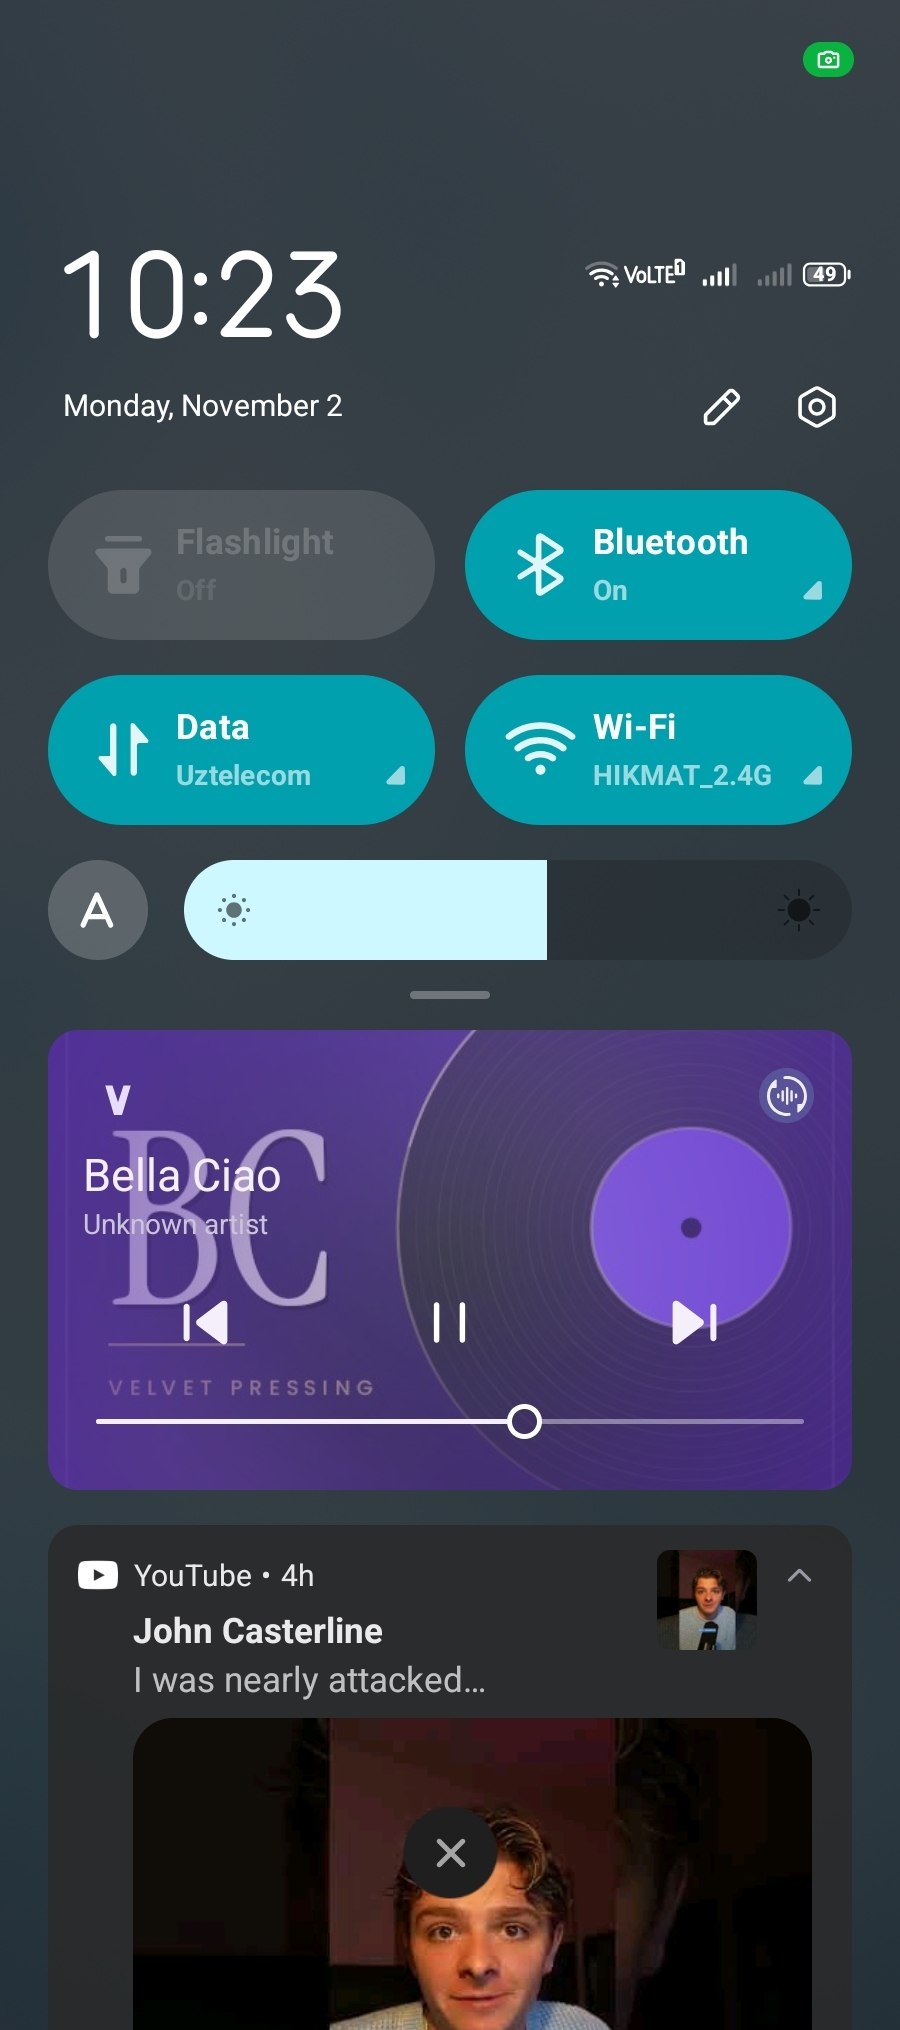 10:23
VoLTE1
49
Monday, November 2
Flashlight
Off
Bluetooth
On
Data
Uztelecom
Wi-Fi
HIKMAT_2.4G
A
V
BC
Bella Ciao
Unknown artist
VELVET PRESSING
YouTube • 4h
John Casterline
I was nearly attacked...